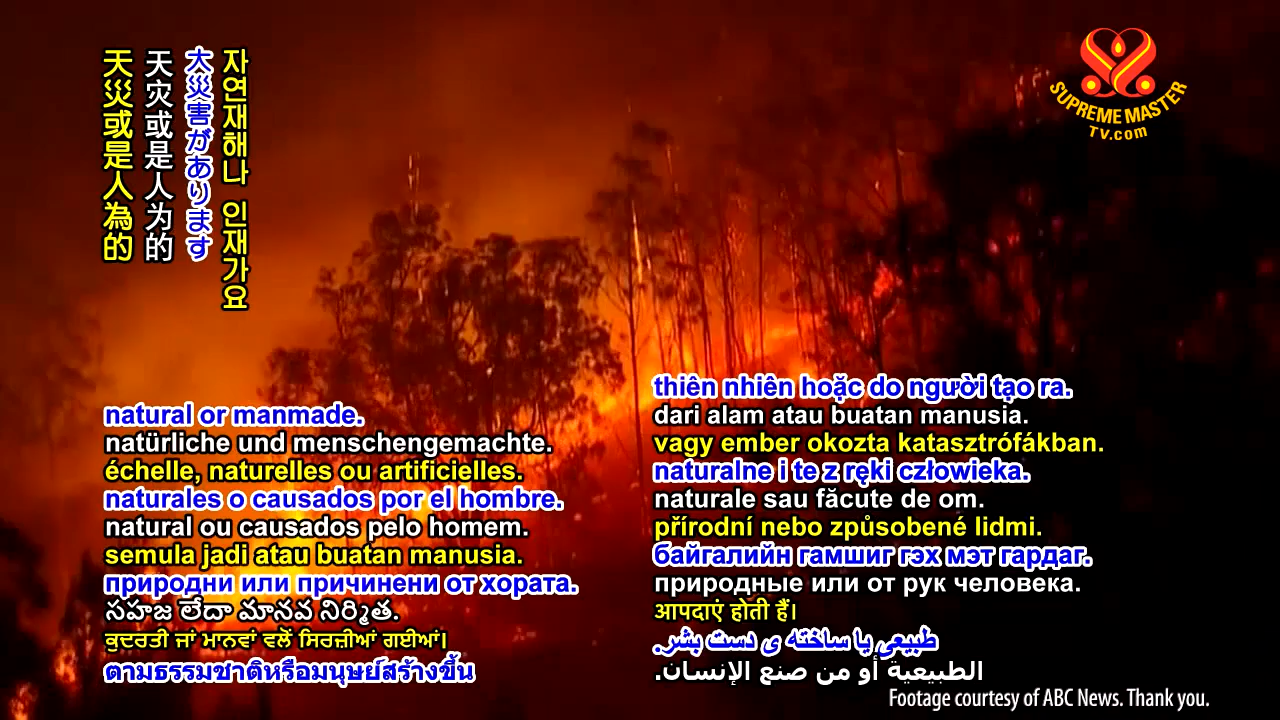 天災或是人為的
天灾或是人为的
大災害があります
자연재해나 인재가요
SUPREME MASTER
TV.com
natural or manmade.
natürliche und menschengemachte.
échelle, naturelles ou artificielles.
naturales o causados por el hombre.
natural ou causados pelo homem.
semula jadi atau buatan manusia.
природни или причинени от хората.
సహజ లేదా మానవ నిర్మిత.
ਕੁਦਰਤੀ ਜਾਂ ਮਾਨਵਾਂ ਵਲੋਂ ਸਿਰਜ਼ੀਆਂ ਗਈਆਂ।
ตามธรรมชาติหรือมนุษย์สร้างขึ้น
thiên nhiên hoặc do người tạo ra.
dari alam atau buatan manusia.
vagy ember okozta katasztrófákban.
naturalne i te z ręki człowieka.
naturale sau făcute de om.
přírodní nebo způsobené lidmi.
байгалийн гамшиг гэх мэт гардаг.
природные или от рук человека.
आपदाएं होती हैं।
طبیعی یا ساخته ی دست بشر.
الطبيعية أو من صنع الإنسان.
Footage courtesy of ABC News. Thank you.